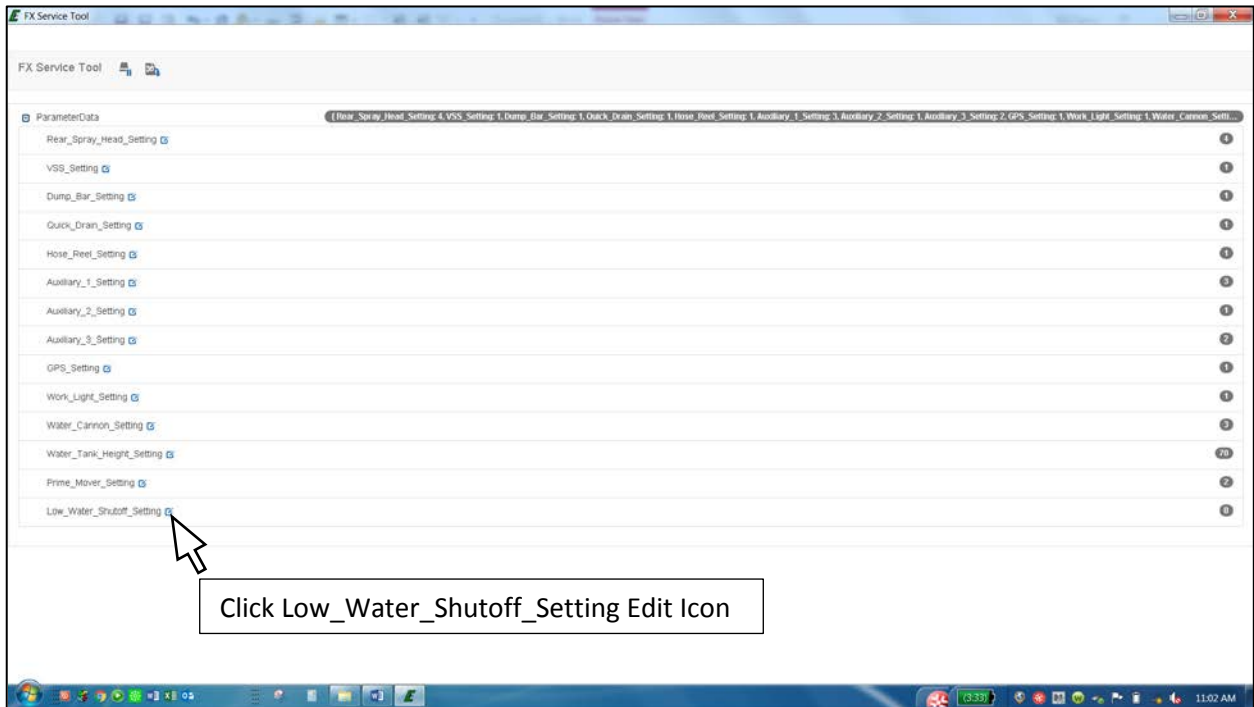 FX Service Tool
FX Service Tool
ParameterData
{ Rear_Spray_Head_Setting: 4, VSS_Setting: 1, Dump_Bar_Setting: 1, Quick_Drain_Setting: 1, Hose_Reel_Setting: 1, Auxiliary_1_Setting: 3, Auxiliary_2_Setting: 1, Auxiliary_3_Setting: 2, GPS_Setting: 1, Work_Light_Setting: 1, Water_Cannon_Setti...
Rear_Spray_Head_Setting 4
VSS_Setting 1
Dump_Bar_Setting 1
Quick_Drain_Setting 1
Hose_Reel_Setting 1
Auxiliary_1_Setting 3
Auxiliary_2_Setting 1
Auxiliary_3_Setting 2
GPS_Setting 1
Work_Light_Setting 1
Water_Cannon_Setting 3
Water_Tank_Height_Setting 70
Prime_Mover_Setting 2
Low_Water_Shutoff_Setting 0
Click Low_Water_Shutoff_Setting Edit Icon
(3:33) 11:02 AM